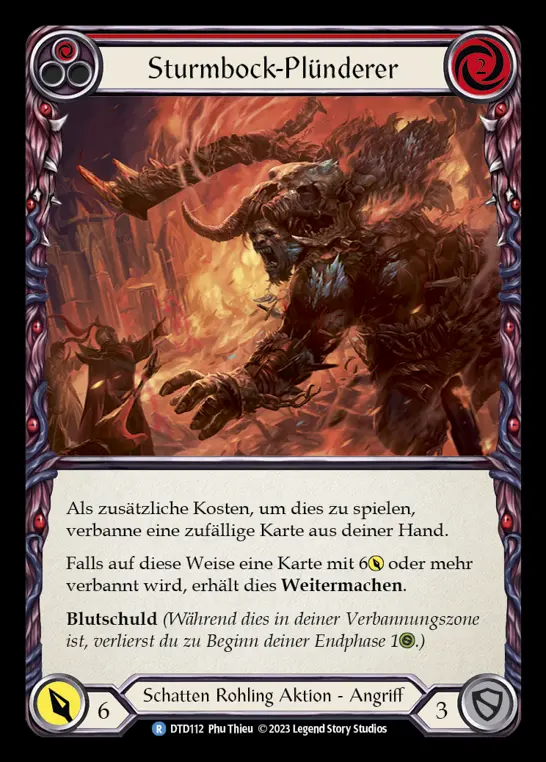 Sturmbock-Plünderer
2
Als zusätzliche Kosten, um dies zu spielen,
verbanne eine zufällige Karte aus deiner Hand.
Falls auf diese Weise eine Karte mit 6 oder mehr
verbannt wird, erhält dies Weitermachen.
Blutschuld (Während dies in deiner Verbannungszone
ist, verlierst du zu Beginn deiner Endphase 1.)
6
Schatten Rohling Aktion - Angriff
3
R DTD112 Phu Thieu © 2023 Legend Story Studios